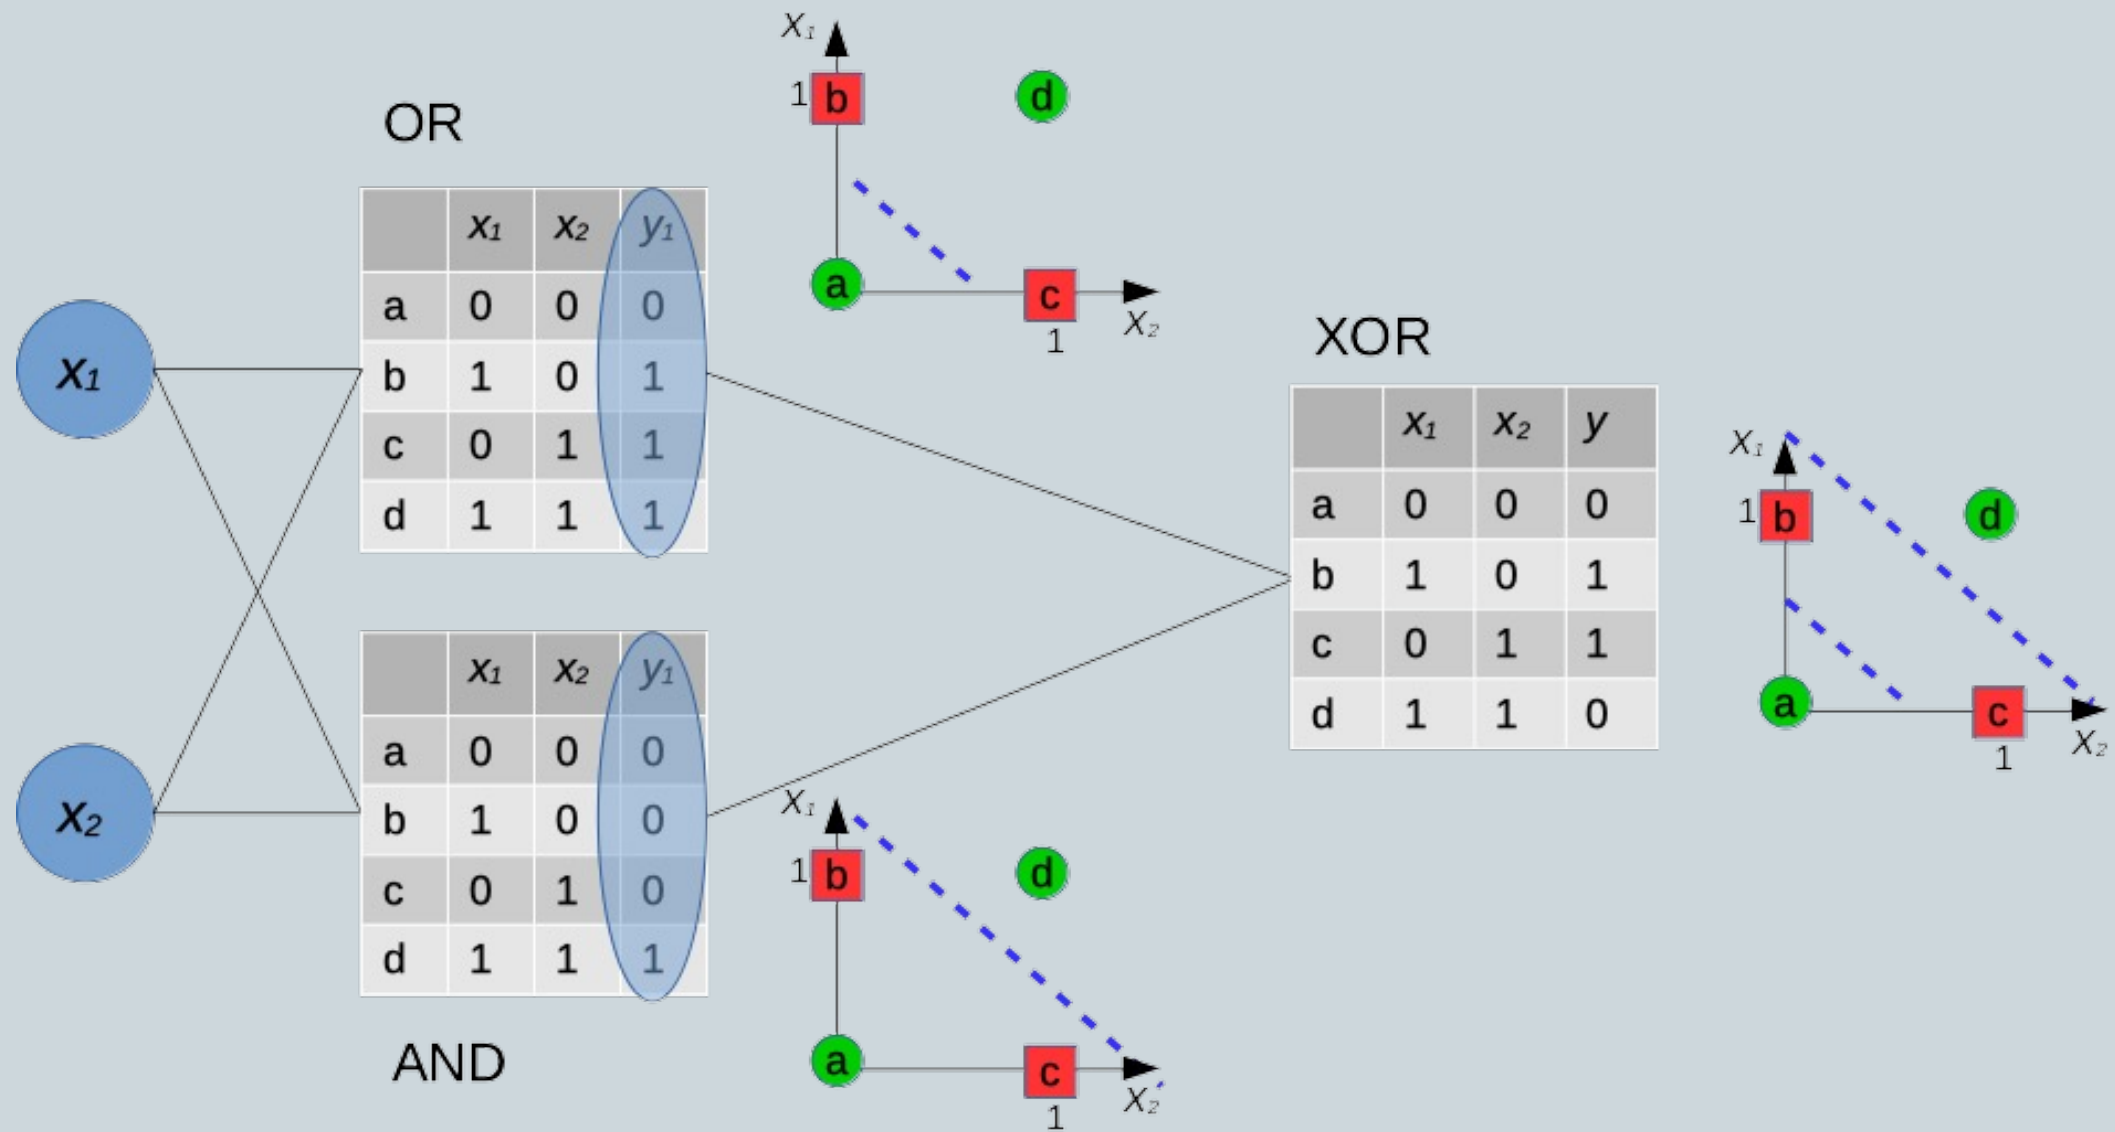 OR
x₁ x₂ y₁
a 0 0 0
b 1 0 1
c 0 1 1
d 1 1 1
X₁
1 b d
a c
1 X₂
x₁
x₂
x₁ x₂ y₁
a 0 0 0
b 1 0 0
c 0 1 0
d 1 1 1
AND
X₁
1 b d
a c
1 X₂
XOR
x₁ x₂ y
a 0 0 0
b 1 0 1
c 0 1 1
d 1 1 0
X₁
1 b d
a c
1 X₂